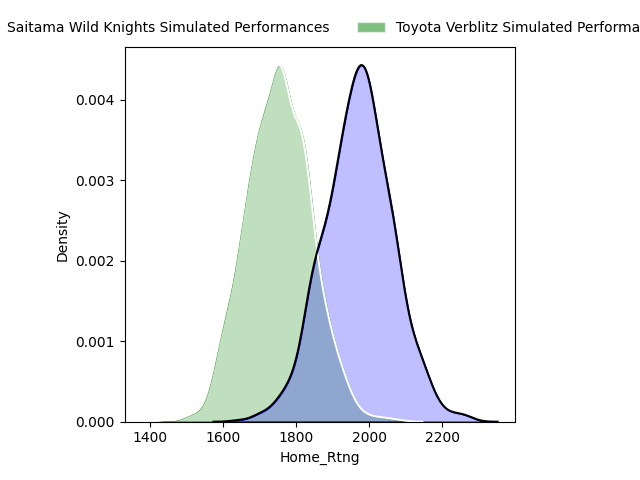 Saitama Wild Knights Simulated Performances
Toyota Verblitz Simulated Performa
0.004
0.003
0.002
0.001
0.000
Density
1400 1600 1800 2000 2200
Home_Rtng